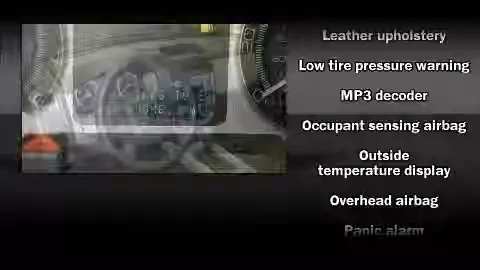 Leather upholstery
Low tire pressure warning
MP3 decoder
Occupant sensing airbag
Outside
temperature display
Overhead airbag
Panic alarm